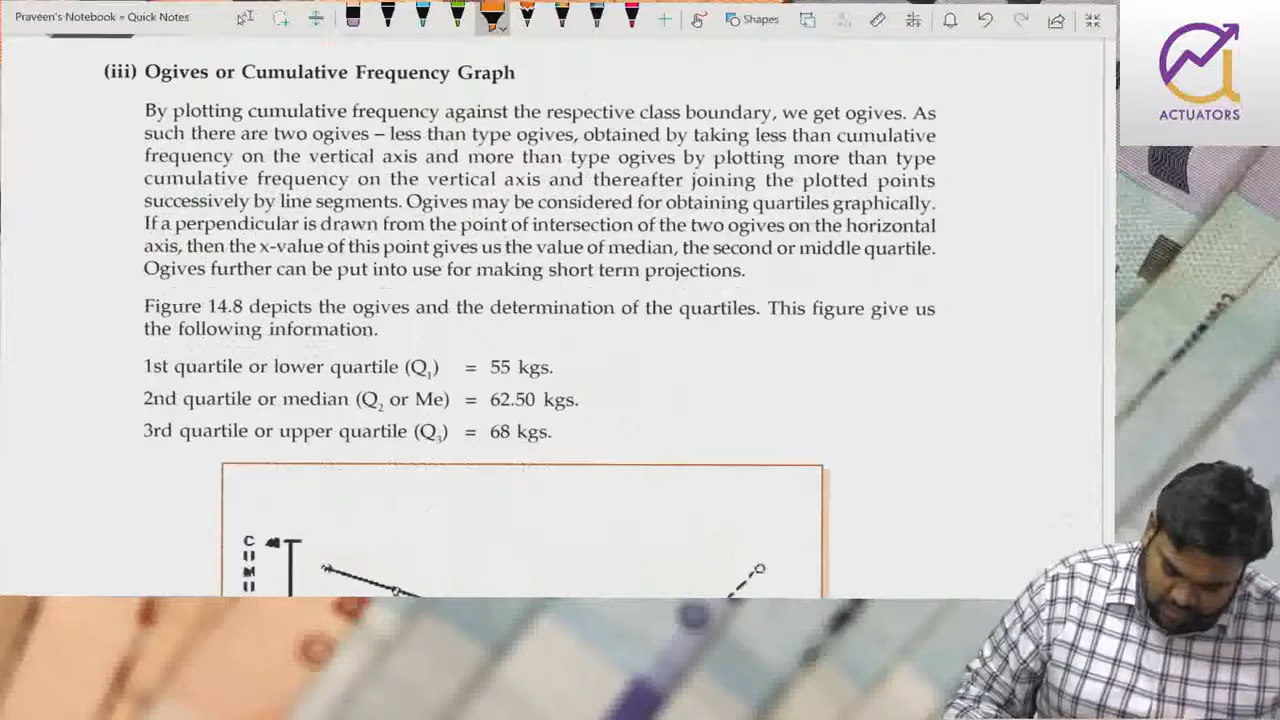 Praveen's Notebook » Quick Notes
Shapes
ACTUATORS
(iii) Ogives or Cumulative Frequency Graph
By plotting cumulative frequency against the respective class boundary, we get ogives. As
such there are two ogives – less than type ogives, obtained by taking less than cumulative
frequency on the vertical axis and more than type ogives by plotting more than type
cumulative frequency on the vertical axis and thereafter joining the plotted points
successively by line segments. Ogives may be considered for obtaining quartiles graphically.
If a perpendicular is drawn from the point of intersection of the two ogives on the horizontal
axis, then the x-value of this point gives us the value of median, the second or middle quartile.
Ogives further can be put into use for making short term projections.
Figure 14.8 depicts the ogives and the determination of the quartiles. This figure give us
the following information.
1st quartile or lower quartile (Q₁) = 55 kgs.
2nd quartile or median (Q₂ or Me) = 62.50 kgs.
3rd quartile or upper quartile (Q₃) = 68 kgs.
C
U
M
U